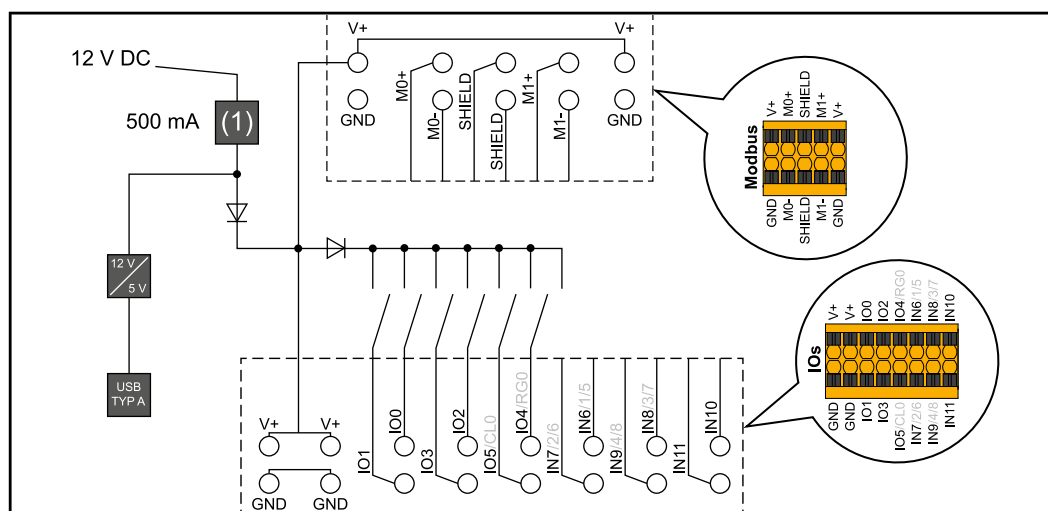 12 V DC
500 mA
(1)
12 V
5 V
USB
TYP A
V+
V+
GND
M0+
M0-
SHIELD
SHIELD
M1+
M1-
GND
Modbus
V+
M0+
SHIELD
M1+
V+
GND
M0-
SHIELD
M1-
GND
V+
V+
GND
GND
IO1
IO0
IO3
IO2
IO5/CL0
IO4/RG0
IN7/2/6
IN6/1/5
IN9/4/8
IN8/3/7
IN11
IN10
IOs
V+
V+
IO0
IO2
IO4/RG0
IN6/1/5
IN8/3/7
IN10
GND
GND
IO1
IO3
IO5/CL0
IN7/2/6
IN9/4/8
IN11